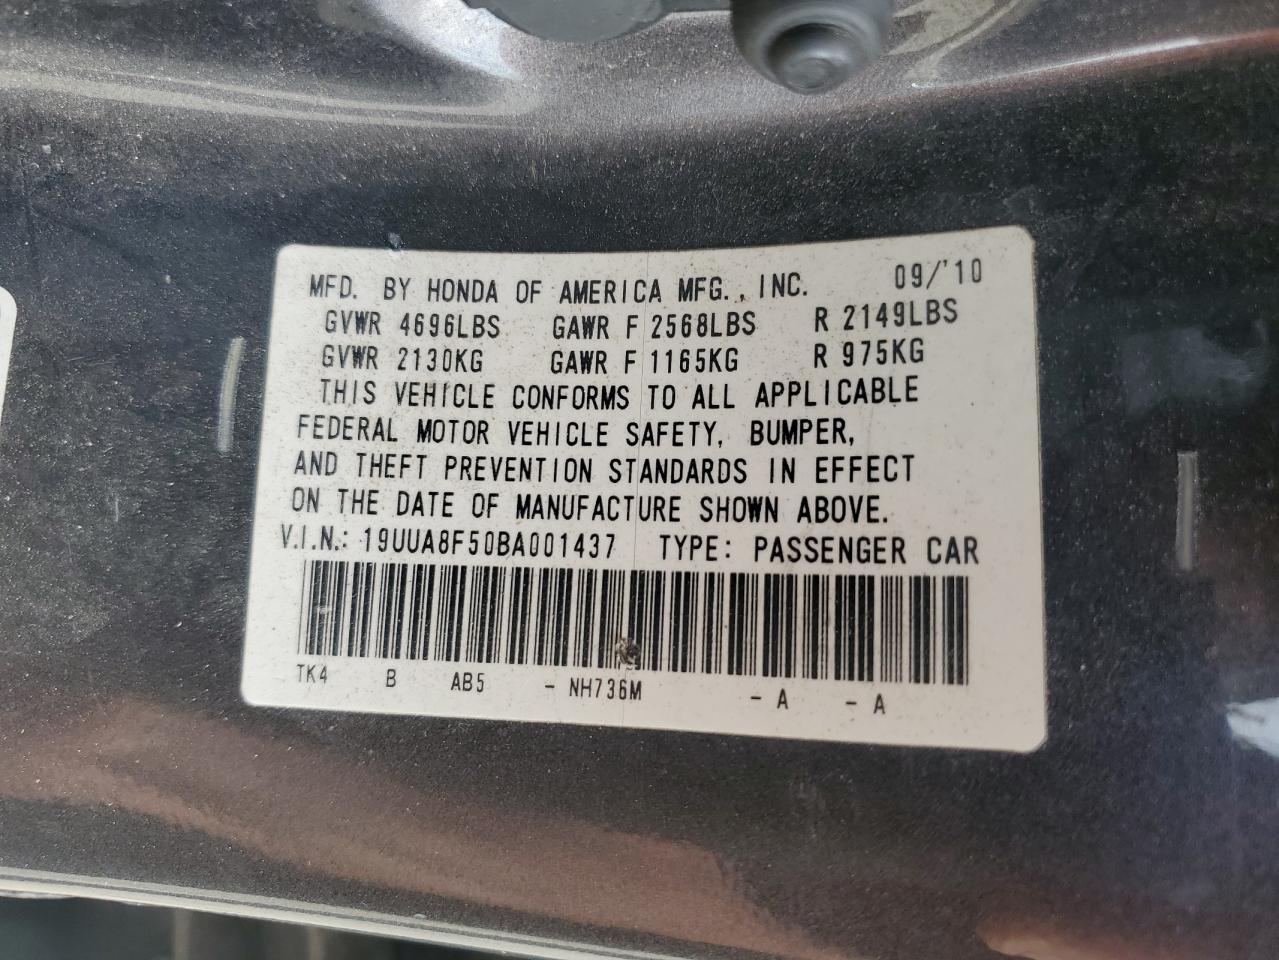 MFD. BY HONDA OF AMERICA MFG., INC. 09/'10
GVWR 4696LBS GAWR F 2568LBS R 2149LBS
GVWR 2130KG GAWR F 1165KG R 975KG
THIS VEHICLE CONFORMS TO ALL APPLICABLE
FEDERAL MOTOR VEHICLE SAFETY, BUMPER,
AND THEFT PREVENTION STANDARDS IN EFFECT
ON THE DATE OF MANUFACTURE SHOWN ABOVE.
V.I.N.: 19UUA8F50BA001437 TYPE: PASSENGER CAR
TK4 B AB5 - NH736M - A - A